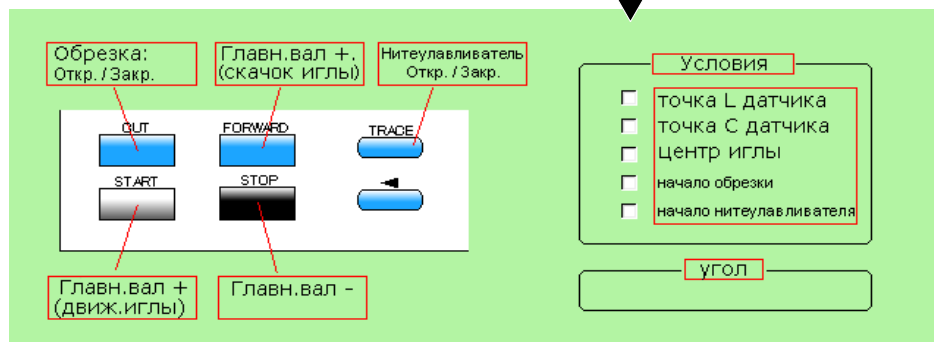 Обрезка:
Откр. / Закр.
Главн.вал +.
(скачок иглы)
Нитеулавливатель
Откр. / Закр.
CUT
FORWARD
TRACE
START
STOP
Главн.вал +
(движ.иглы)
Главн.вал -
Условия
точка L датчика
точка С датчика
центр иглы
начало обрезки
начало нитеулавливателя
угол